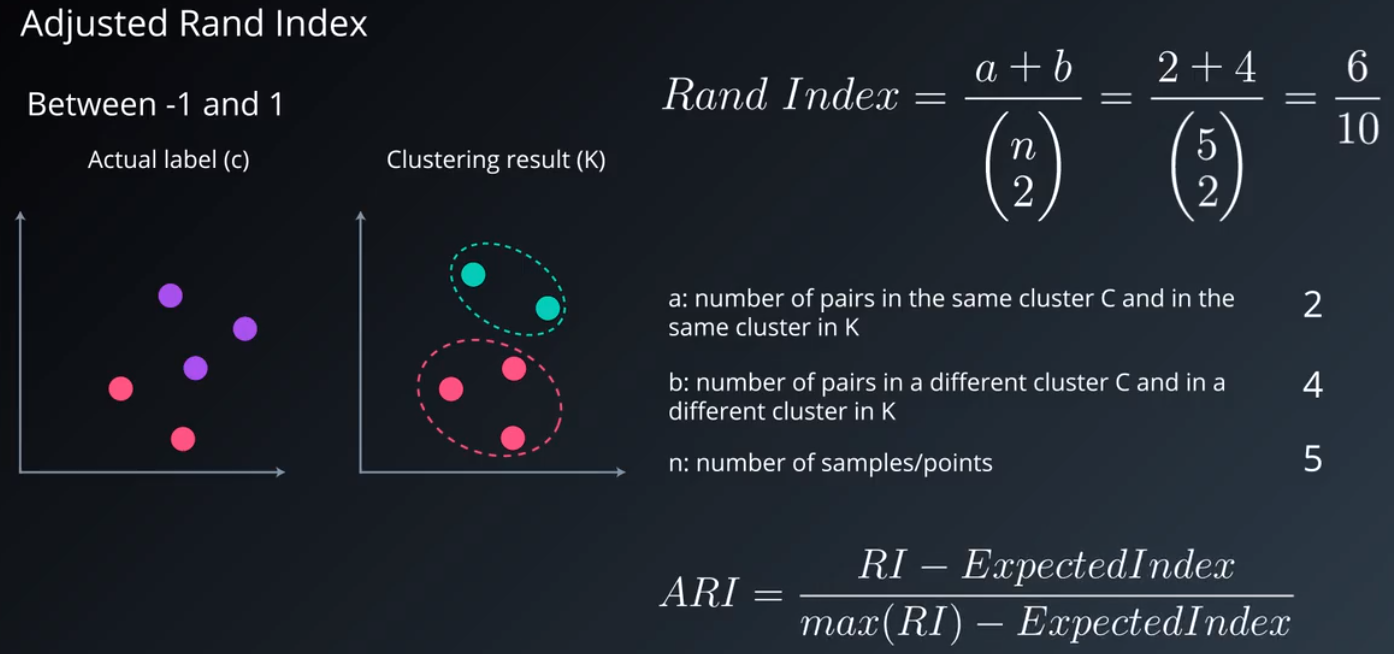 Adjusted Rand Index
Between -1 and 1
Actual label (c)
Clustering result (K)
Rand Index = \frac{a + b}{\binom{n}{2}} = \frac{2 + 4}{\binom{5}{2}} = \frac{6}{10}
a: number of pairs in the same cluster C and in the
same cluster in K
2
b: number of pairs in a different cluster C and in a
different cluster in K
4
n: number of samples/points
5
ARI = \frac{RI - ExpectedIndex}{max(RI) - ExpectedIndex}